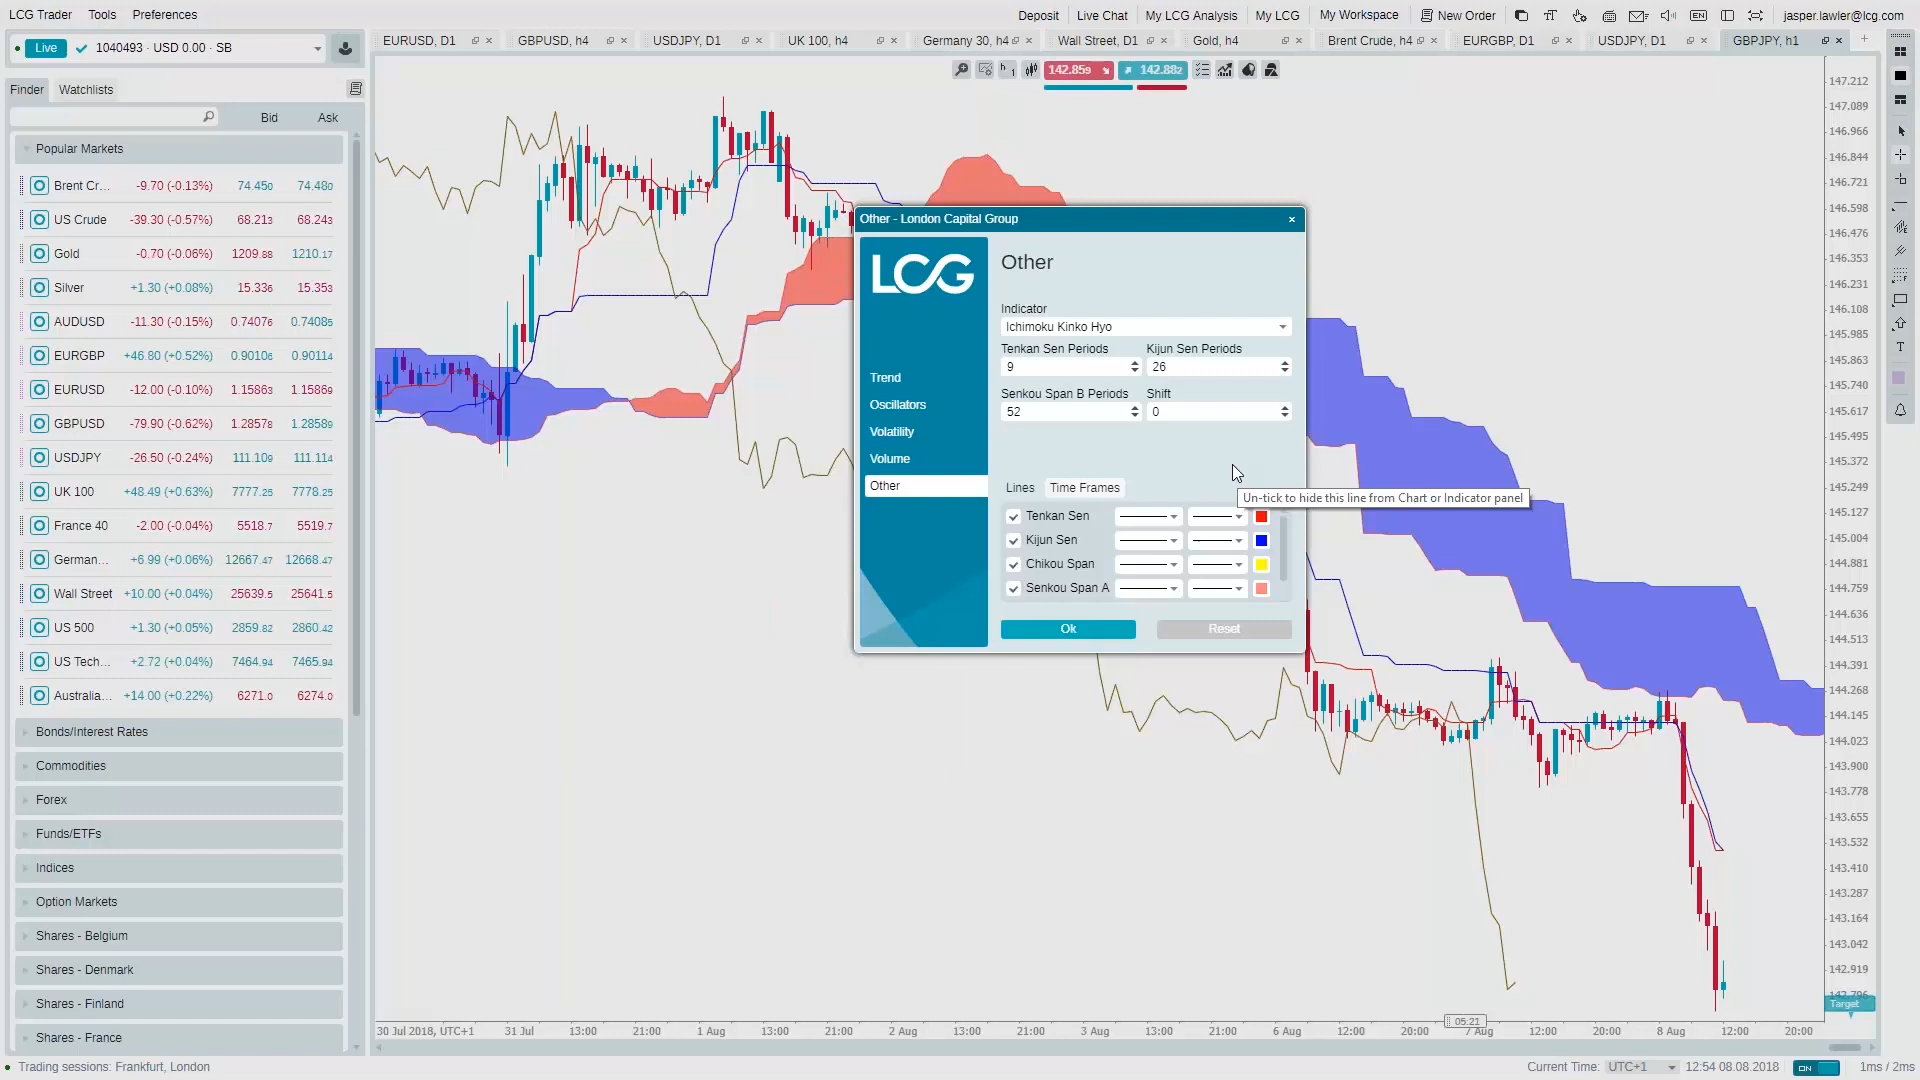 LCG Trader Tools Preferences
Deposit Live Chat My LCG Analysis My LCG My Workspace New Order EN jasper.lawler@lcg.com
Live 1040493 · USD 0.00 · SB
EURUSD, D1 GBPUSD, h4 USDJPY, D1 UK 100, h4 Germany 30, h4 Wall Street, D1 Gold, h4 Brent Crude, h4 EURGBP, D1 USDJPY, D1 GBPJPY, h1
Finder Watchlists
Bid Ask
142.859 142.882
Popular Markets
Brent Cr... -9.70 (-0.13%) 74.450 74.480
US Crude -39.30 (-0.57%) 68.213 68.243
Gold -0.70 (-0.06%) 1209.88 1210.17
Silver +1.30 (+0.08%) 15.336 15.353
AUDUSD -11.30 (-0.15%) 0.74076 0.74085
EURGBP +46.80 (+0.52%) 0.90106 0.90114
EURUSD -12.00 (-0.10%) 1.15863 1.15869
GBPUSD -79.90 (-0.62%) 1.28578 1.28589
USDJPY -26.50 (-0.24%) 111.109 111.114
UK 100 +48.49 (+0.63%) 7777.25 7778.25
France 40 -2.00 (-0.04%) 5518.7 5519.7
German... +6.99 (+0.06%) 12667.47 12668.47
Wall Street +10.00 (+0.04%) 25639.5 25641.5
US 500 +1.30 (+0.05%) 2859.82 2860.42
US Tech... +2.72 (+0.04%) 7464.94 7465.94
Australia... +14.00 (+0.22%) 6271.0 6274.0
Bonds/Interest Rates
Commodities
Forex
Funds/ETFs
Indices
Option Markets
Shares - Belgium
Shares - Denmark
Shares - Finland
Shares - France
Other - London Capital Group
LCG
Trend
Oscillators
Volatility
Volume
Other
Other
Indicator
Ichimoku Kinko Hyo
Tenkan Sen Periods Kijun Sen Periods
9 26
Senkou Span B Periods Shift
52 0
Lines Time Frames
Un-tick to hide this line from Chart or Indicator panel
Tenkan Sen
Kijun Sen
Chikou Span
Senkou Span A
Ok Reset
147.212
147.089
146.966
146.844
146.721
146.598
146.476
146.353
146.231
146.108
145.985
145.863
145.740
145.617
145.495
145.372
145.249
145.127
145.004
144.881
144.759
144.636
144.513
144.391
144.268
144.145
144.023
143.900
143.778
143.655
143.532
143.410
143.287
143.164
143.042
142.919
Target
05:21
30 Jul 2018, UTC+1 31 Jul 13:00 21:00 1 Aug 13:00 21:00 2 Aug 13:00 21:00 3 Aug 13:00 21:00 6 Aug 12:00 20:00 7 Aug 12:00 20:00 8 Aug 12:00 20:00
Trading sessions: Frankfurt, London
Current Time: UTC+1 12:54 08.08.2018 ON 1ms / 2ms